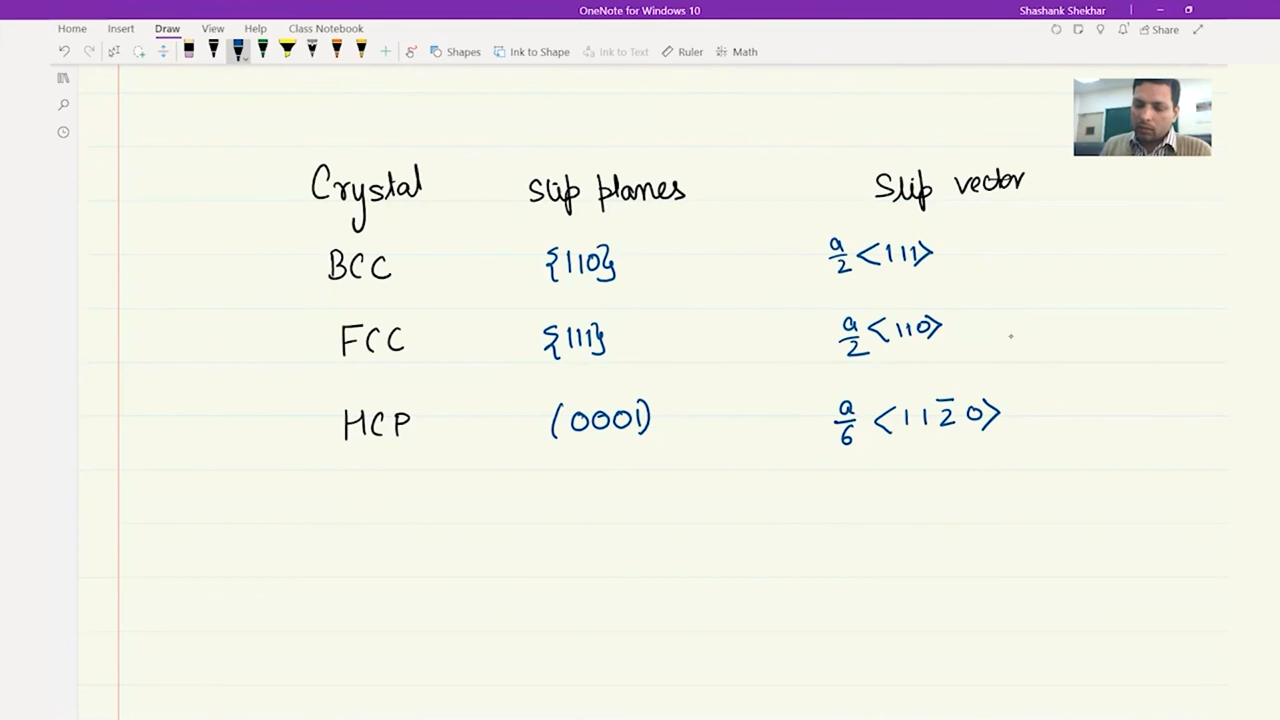 OneNote for Windows 10
Shashank Shekhar
Home Insert Draw View Help Class Notebook
Share
Shapes Ink to Shape Ink to Text Ruler Math
Crystal Slip planes Slip vector
BCC {110} a/2 <111>
FCC {111} a/2 <110>
HCP (0001) a/6 <112̄0>